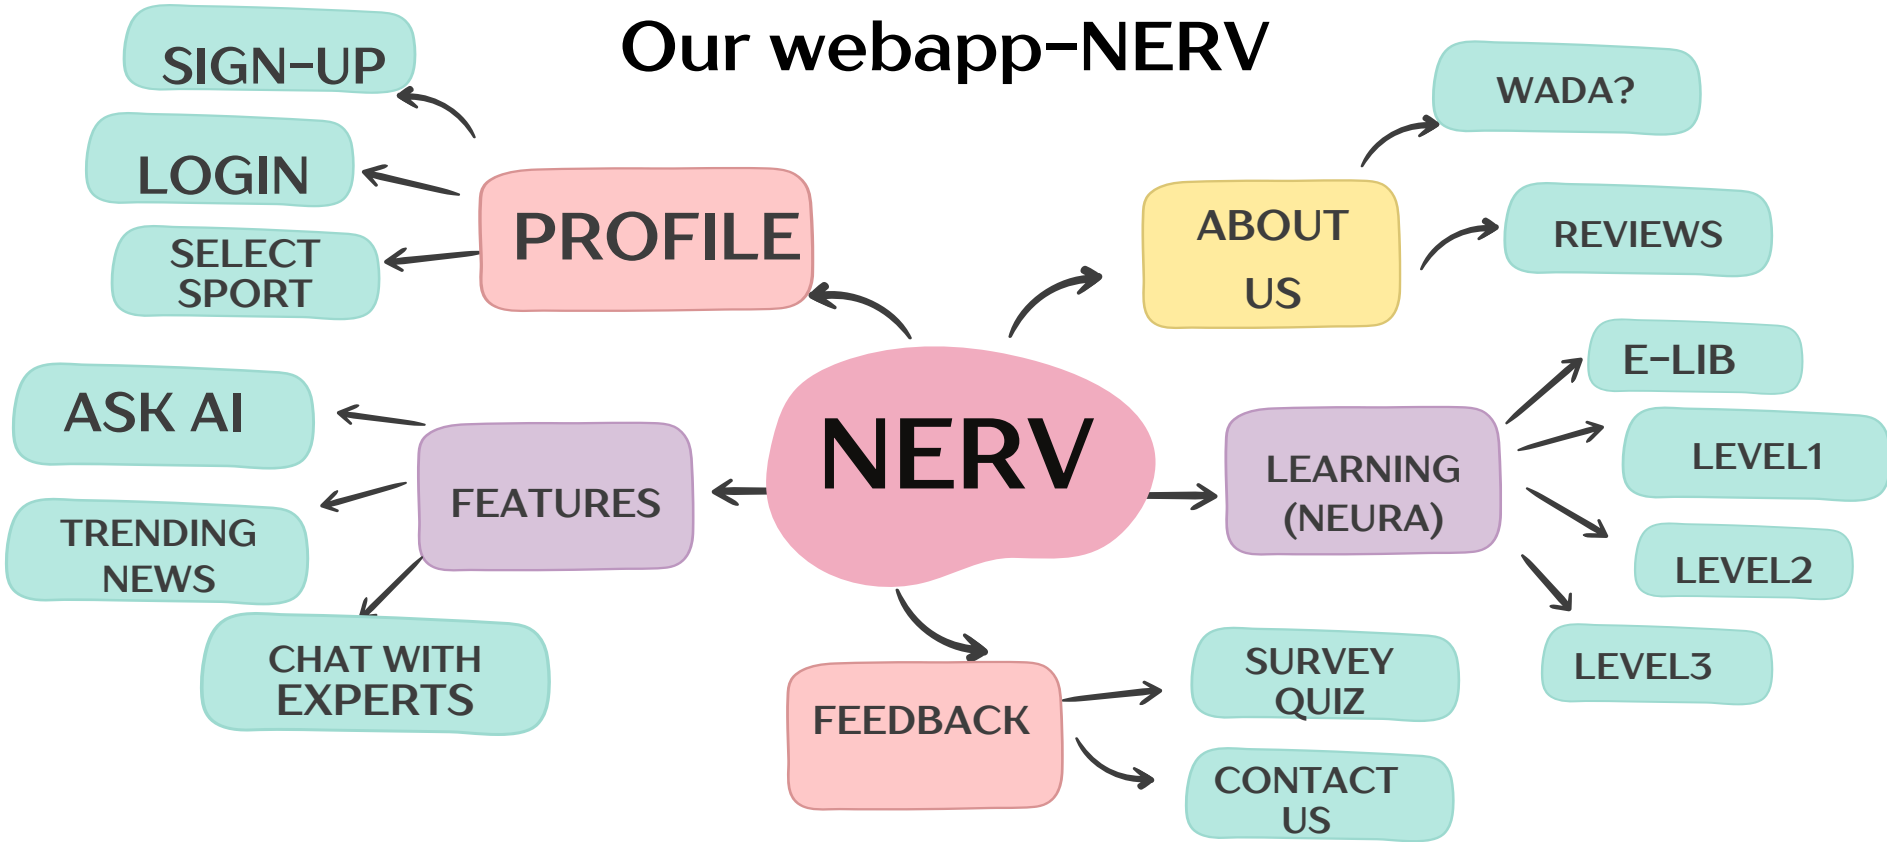 Our webapp-NERV
SIGN-UP
LOGIN
SELECT
SPORT
PROFILE
WADA?
REVIEWS
ABOUT
US
ASK AI
TRENDING
NEWS
CHAT WITH
EXPERTS
FEATURES
NERV
LEARNING
(NEURA)
E-LIB
LEVEL1
LEVEL2
LEVEL3
FEEDBACK
SURVEY
QUIZ
CONTACT
US